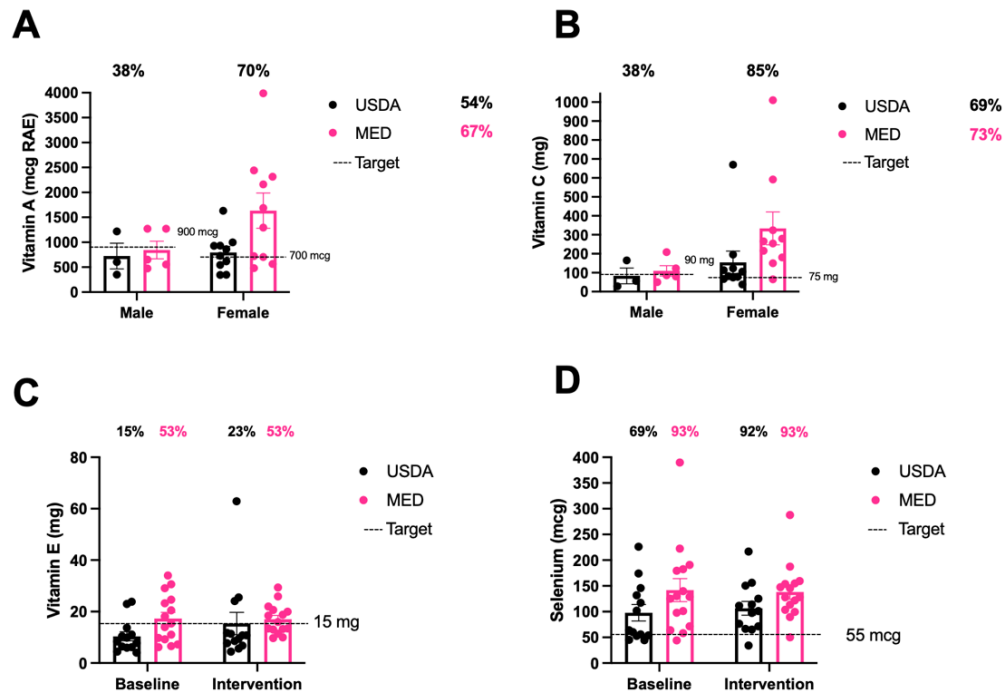 A
38% 70%
USDA 54%
MED 67%
Target
Vitamin A (mcg RAE)
4000
3500
3000
2500
2000
1500
1000
500
0
900 mcg
700 mcg
Male Female
B
38% 85%
USDA 69%
MED 73%
Target
Vitamin C (mg)
1000
900
800
700
600
500
400
300
200
100
0
90 mg
75 mg
Male Female
C
15% 53% 23% 53%
USDA
MED
Target
Vitamin E (mg)
80
60
40
20
0
15 mg
Baseline Intervention
D
69% 93% 92% 93%
USDA
MED
Target
Selenium (mcg)
400
350
300
250
200
150
100
50
0
55 mcg
Baseline Intervention